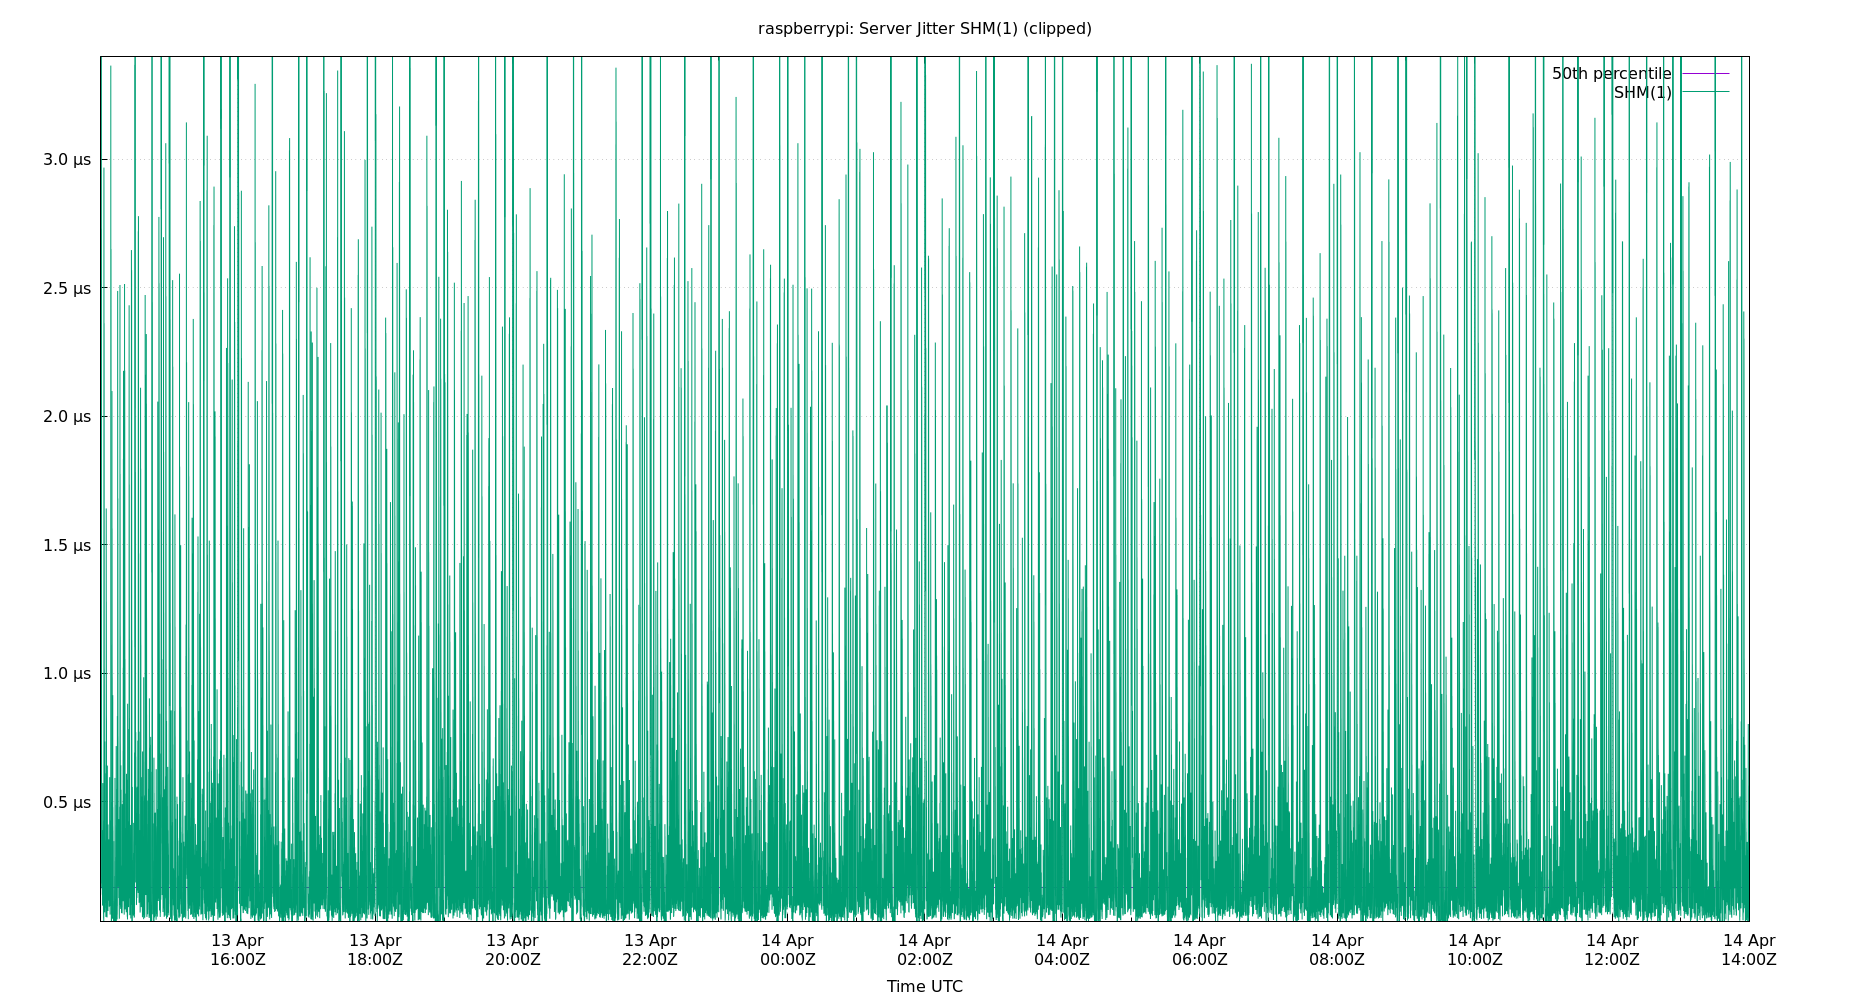 raspberrypi: Server Jitter SHM(1) (clipped)
50th percentile
SHM(1)
3.0 µs
2.5 µs
2.0 µs
1.5 µs
1.0 µs
0.5 µs
13 Apr 13 Apr 13 Apr 13 Apr 14 Apr 14 Apr 14 Apr 14 Apr 14 Apr 14 Apr 14 Apr 14 Apr
16:00Z 18:00Z 20:00Z 22:00Z 00:00Z 02:00Z 04:00Z 06:00Z 08:00Z 10:00Z 12:00Z 14:00Z
Time UTC